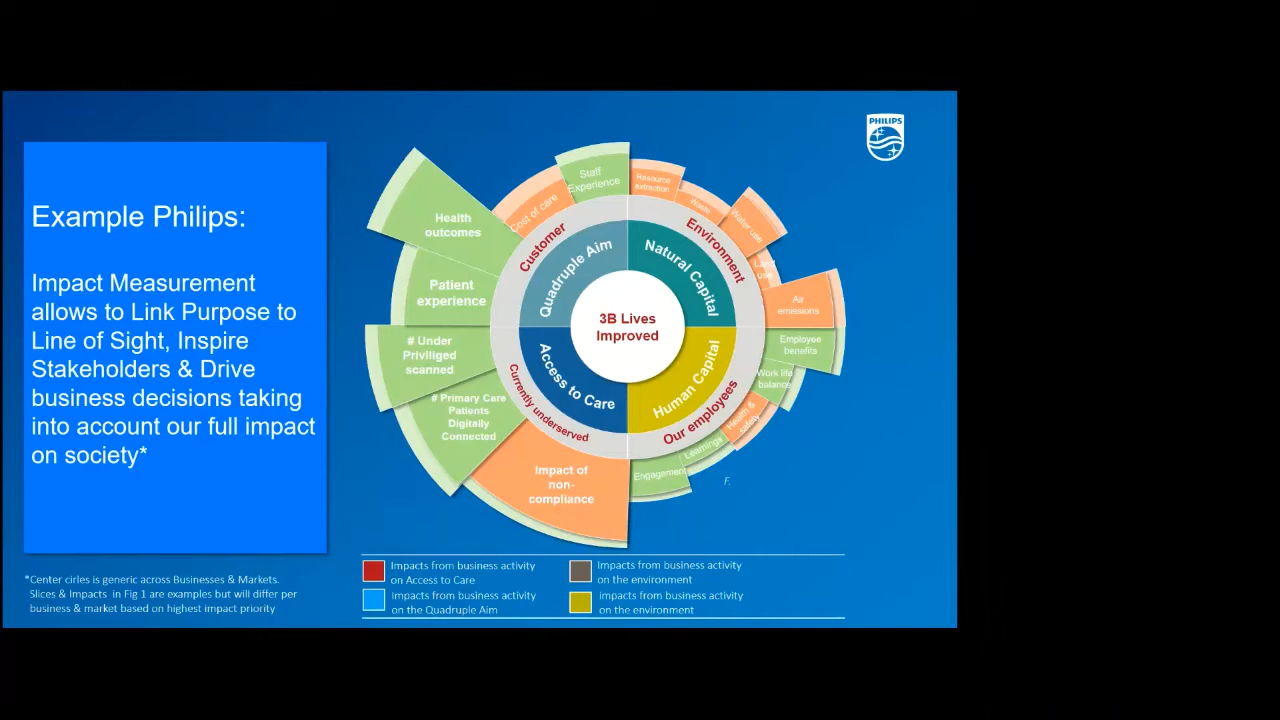 PHILIPS
Example Philips:
Impact Measurement
allows to Link Purpose to
Line of Sight, Inspire
Stakeholders & Drive
business decisions taking
into account our full impact
on society*
*Center cirles is generic across Businesses & Markets.
Slices & Impacts in Fig 1 are examples but will differ per
business & market based on highest impact priority
3B Lives
Improved
Quadruple Aim
Natural Capital
Human Capital
Access to Care
Customer
Environment
Our employees
Currently underserved
Staff
Experience
Cost of care
Health
outcomes
Patient
experience
# Under
Priviliged
scanned
# Primary Care
Patients
Digitally
Connected
Impact of
non-
compliance
Resource
extraction
Waste
Water use
Land
use
Air
emissions
Employee
benefits
Work life
balance
Health &
safety
Learnings
Engagement
F.
Impacts from business activity
on Access to Care
Impacts from business activity
on the Quadruple Aim
Impacts from business activity
on the environment
Impacts from business activity
on the environment